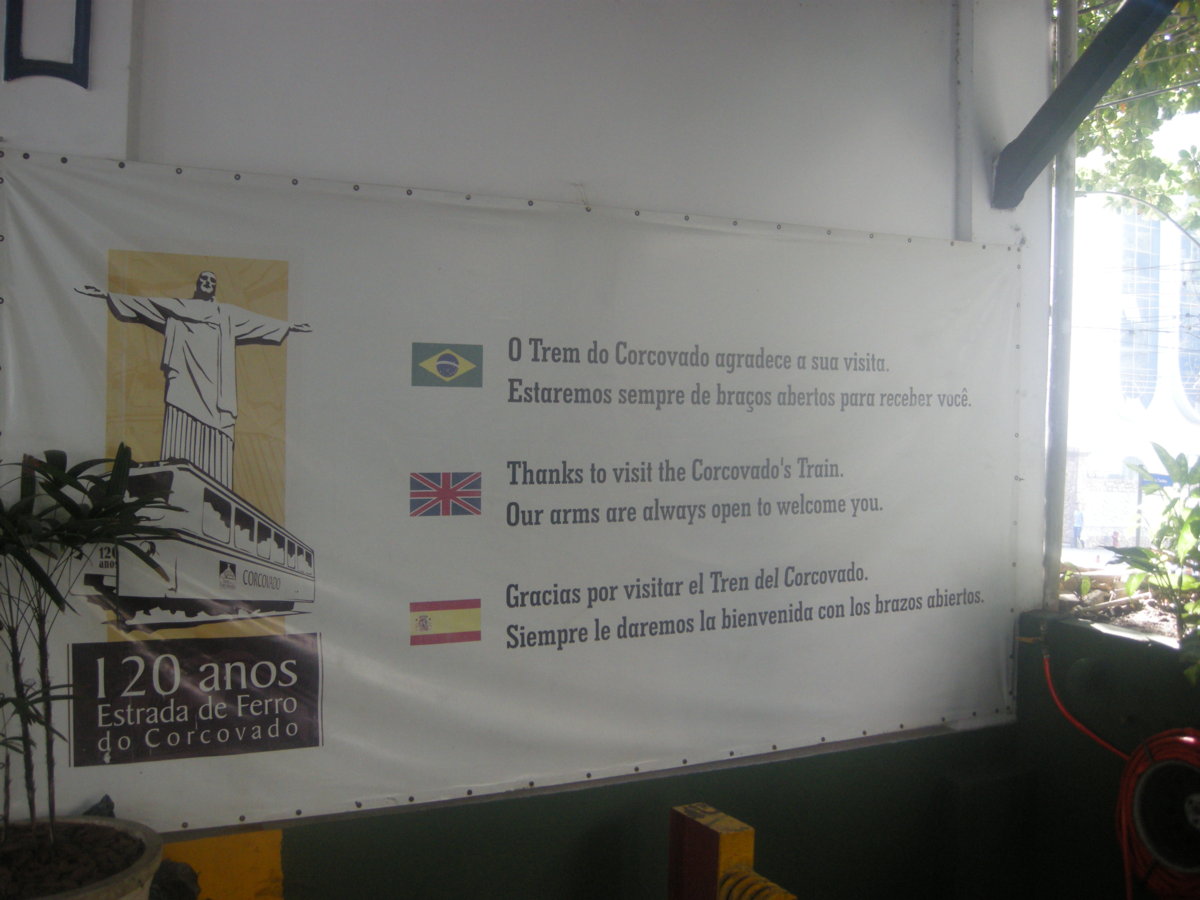 O Trem do Corcovado agradece a sua visita.
Estaremos sempre de braços abertos para receber você.
Thanks to visit the Corcovado's Train.
Our arms are always open to welcome you.
Gracias por visitar el Tren del Corcovado.
Siempre le daremos la bienvenida con los brazos abiertos.
120
anos
CORCOVADO
120 anos
Estrada de Ferro
do Corcovado